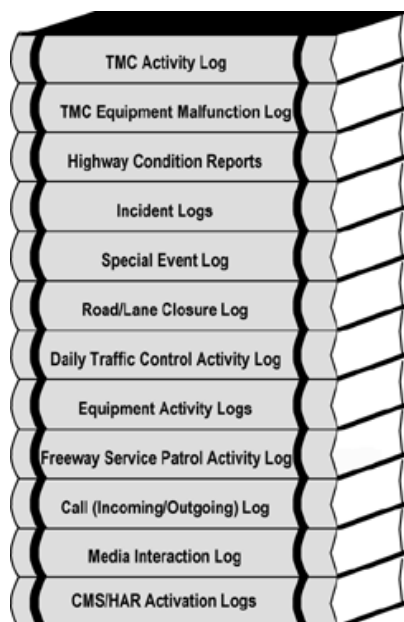 TMC Activity Log
TMC Equipment Malfunction Log
Highway Condition Reports
Incident Logs
Special Event Log
Road/Lane Closure Log
Daily Traffic Control Activity Log
Equipment Activity Logs
Freeway Service Patrol Activity Log
Call (Incoming/Outgoing) Log
Media Interaction Log
CMS/HAR Activation Logs